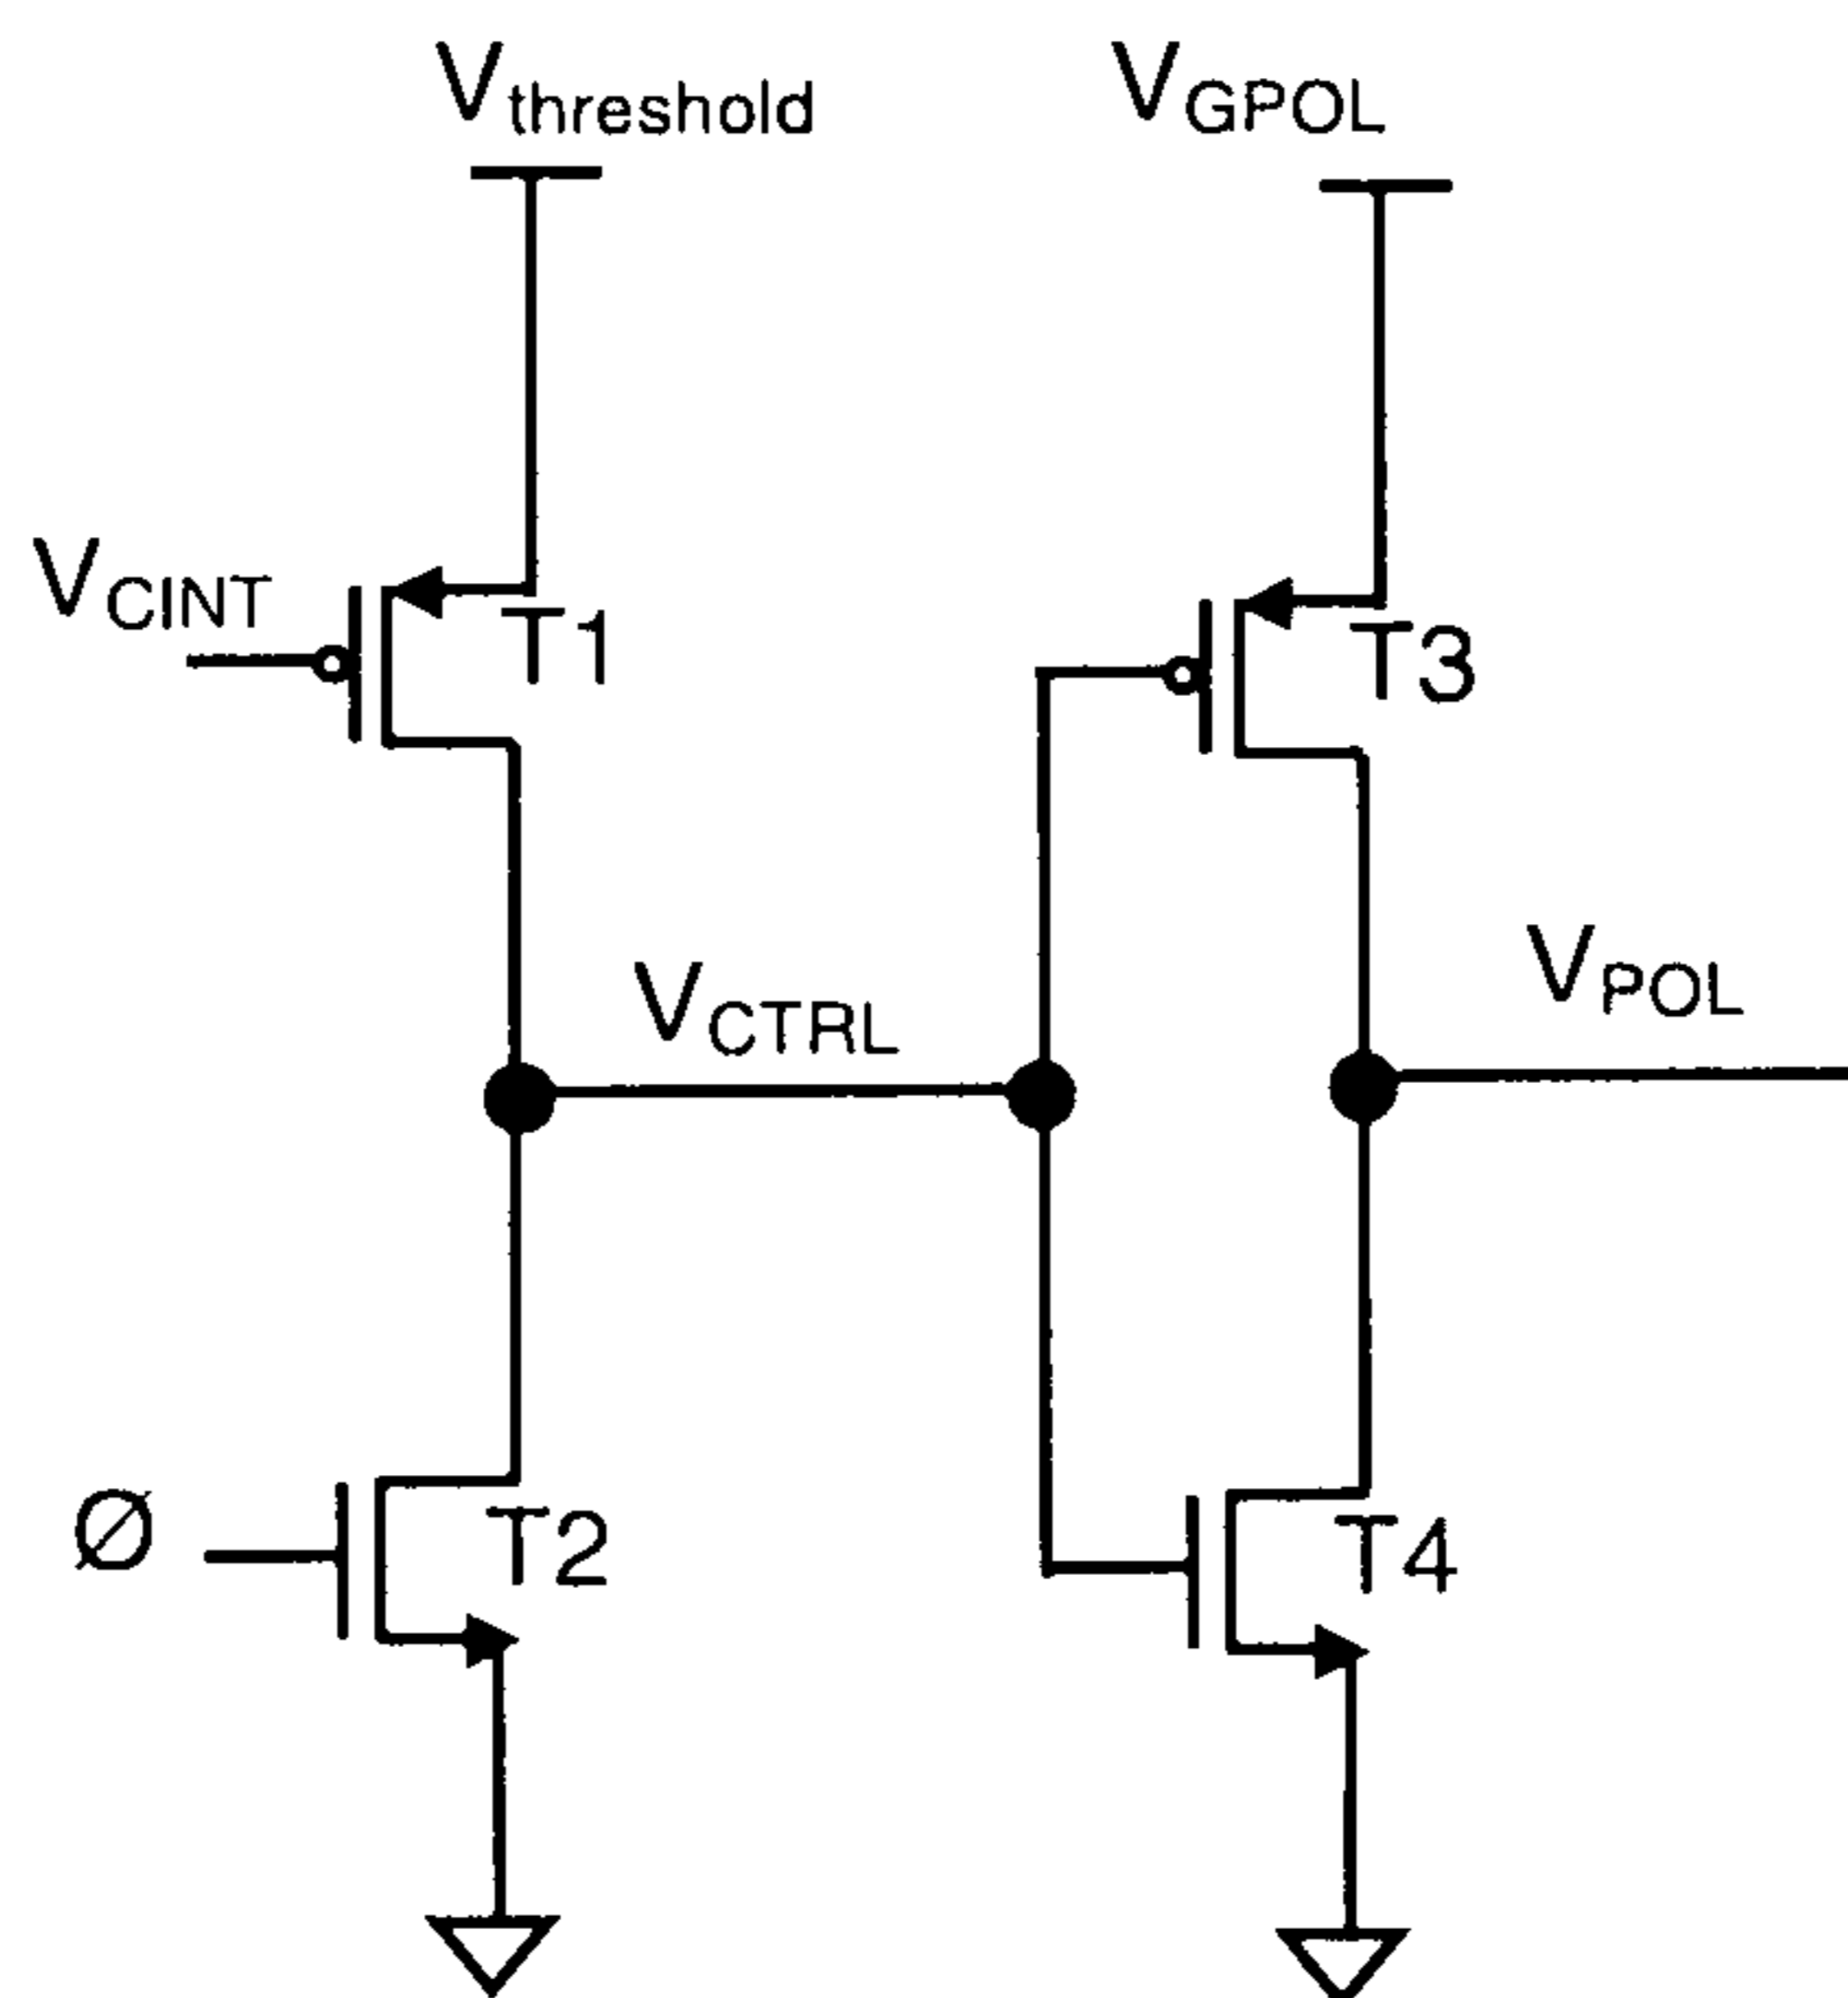 Vthreshold
VGPOL
VCINT
T1
T3
VCTRL
VPOL
Ø
T2
T4